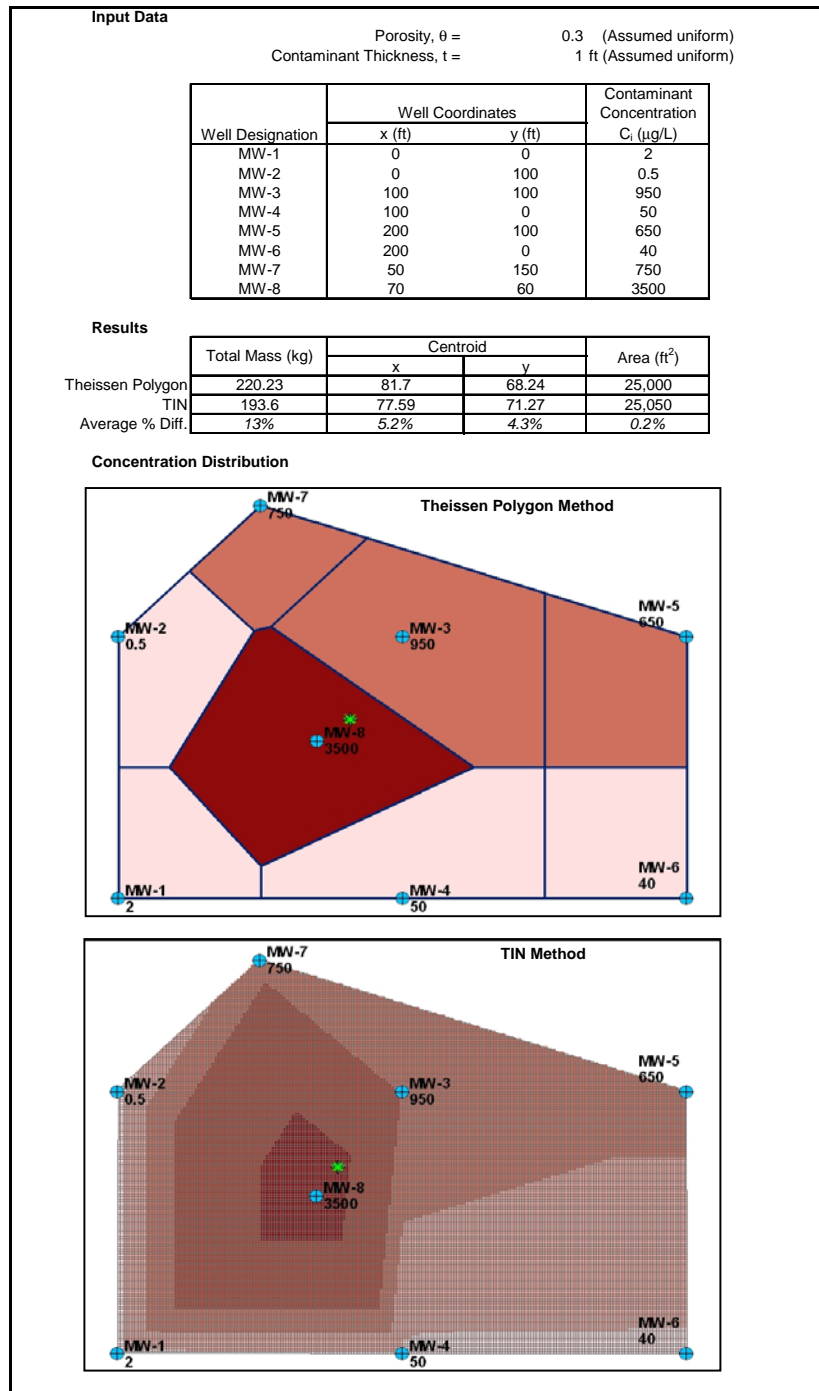 Input Data
Porosity, θ = 0.3 (Assumed uniform)
Contaminant Thickness, t = 1 ft (Assumed uniform)
Well Designation Well Coordinates Contaminant Concentration
x (ft) y (ft) Cᵢ (µg/L)
MW-1 0 0 2
MW-2 0 100 0.5
MW-3 100 100 950
MW-4 100 0 50
MW-5 200 100 650
MW-6 200 0 40
MW-7 50 150 750
MW-8 70 60 3500
Results
Total Mass (kg) Centroid Area (ft²)
x y
Theissen Polygon 220.23 81.7 68.24 25,000
TIN 193.6 77.59 71.27 25,050
Average % Diff. 13% 5.2% 4.3% 0.2%
Concentration Distribution
Theissen Polygon Method
MW-7
750
MW-5
650
MW-2
0.5
MW-3
950
MW-8
3500
MW-6
40
MW-1
2
MW-4
50
TIN Method
MW-7
750
MW-5
650
MW-2
0.5
MW-3
950
MW-8
3500
MW-6
40
MW-1
2
MW-4
50